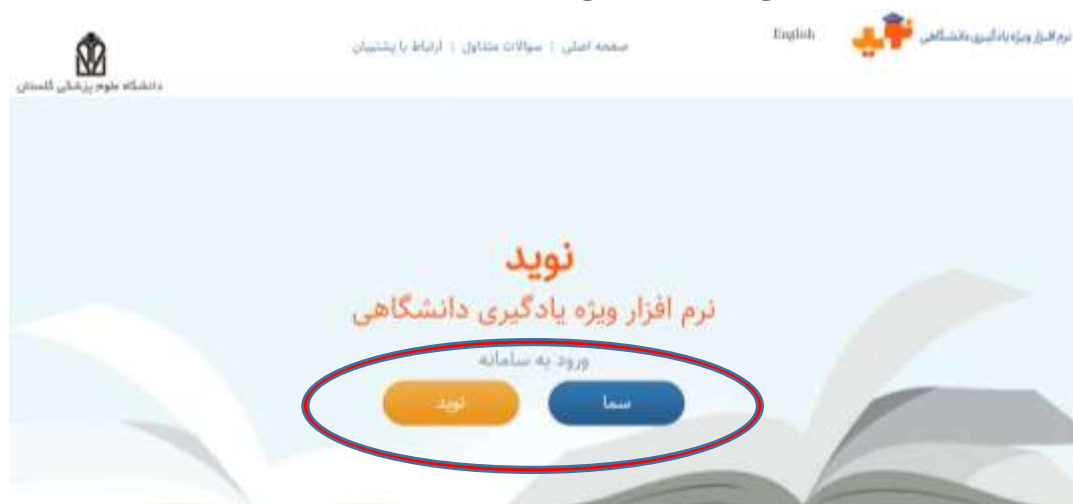 نرم افزار ویژه یادگیری دانشگاهی
نوید
English
صفحه اصلی | سوالات متداول | ارتباط با پشتیبان
دانشگاه علوم پزشکی گلستان
نوید
نرم افزار ویژه یادگیری دانشگاهی
ورود به سامانه
سما
نوید